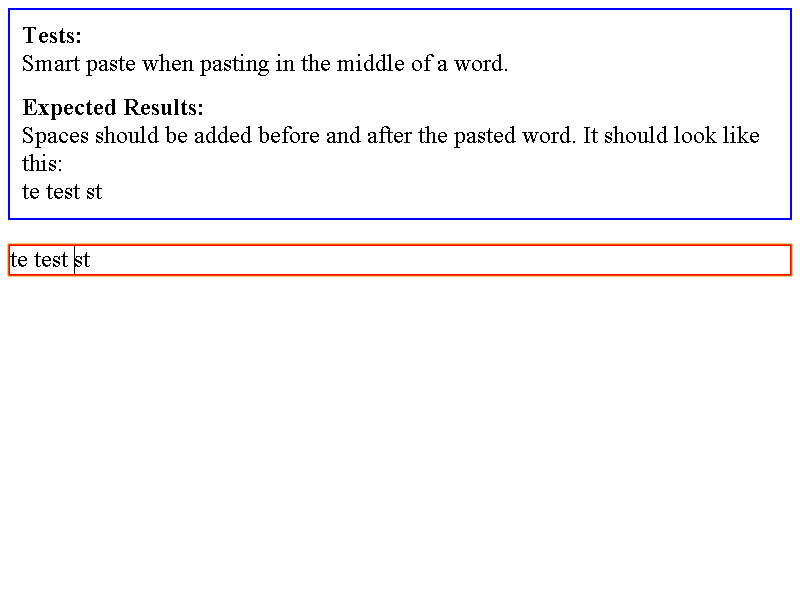 Tests:
Smart paste when pasting in the middle of a word.
Expected Results:
Spaces should be added before and after the pasted word. It should look like
this:
te test st
te test st